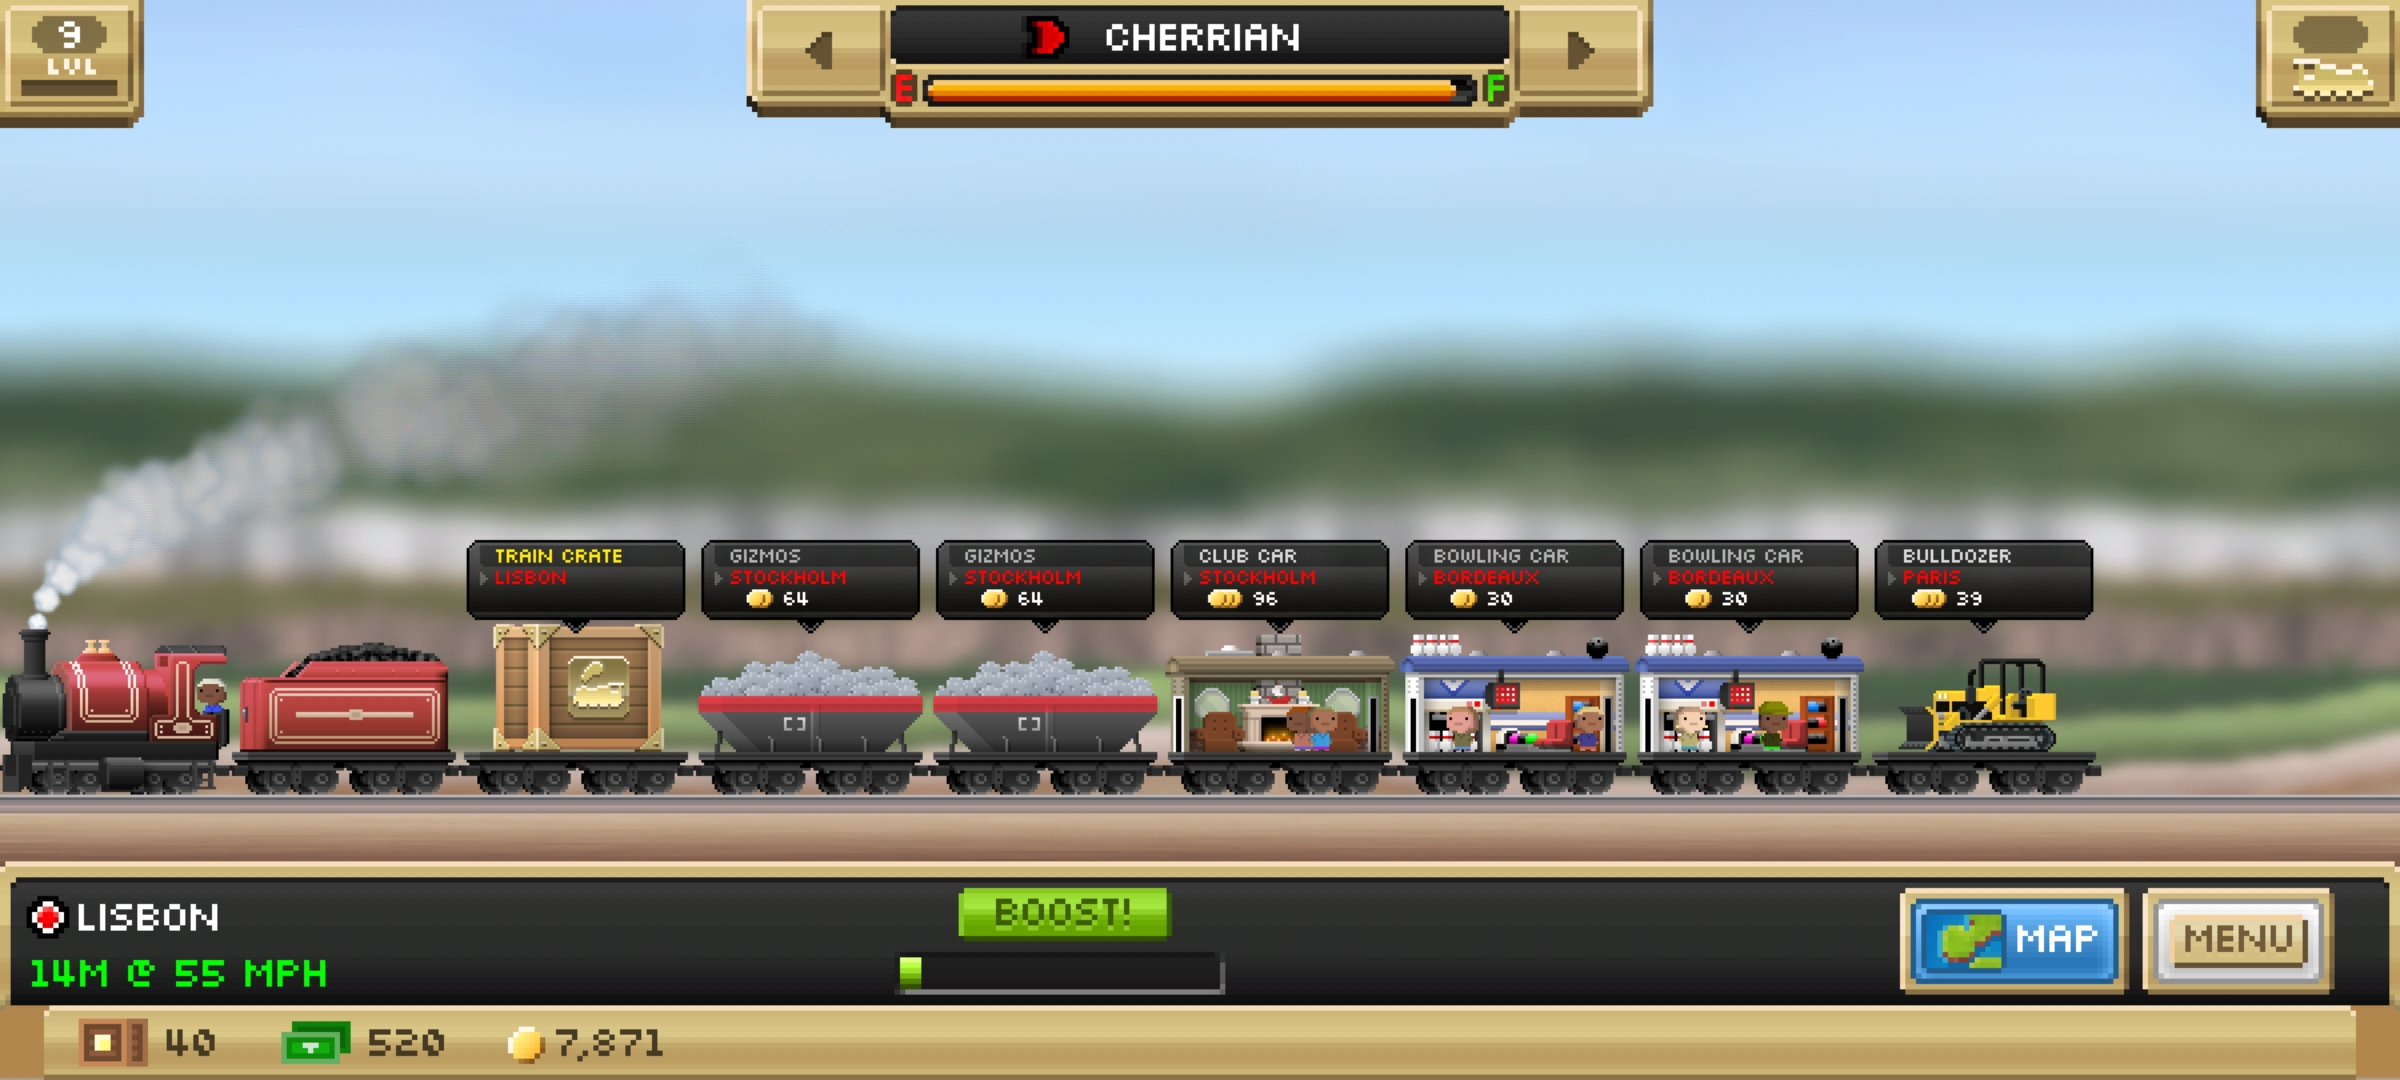 9
LVL
CHERRIAN
E F
TRAIN CRATE
LISBON
GIZMOS
STOCKHOLM
64
GIZMOS
STOCKHOLM
64
CLUB CAR
STOCKHOLM
96
BOWLING CAR
BORDEAUX
30
BOWLING CAR
BORDEAUX
30
BULLDOZER
PARIS
39
LISBON
14M @ 55 MPH
BOOST!
MAP
MENU
40
520
7,871